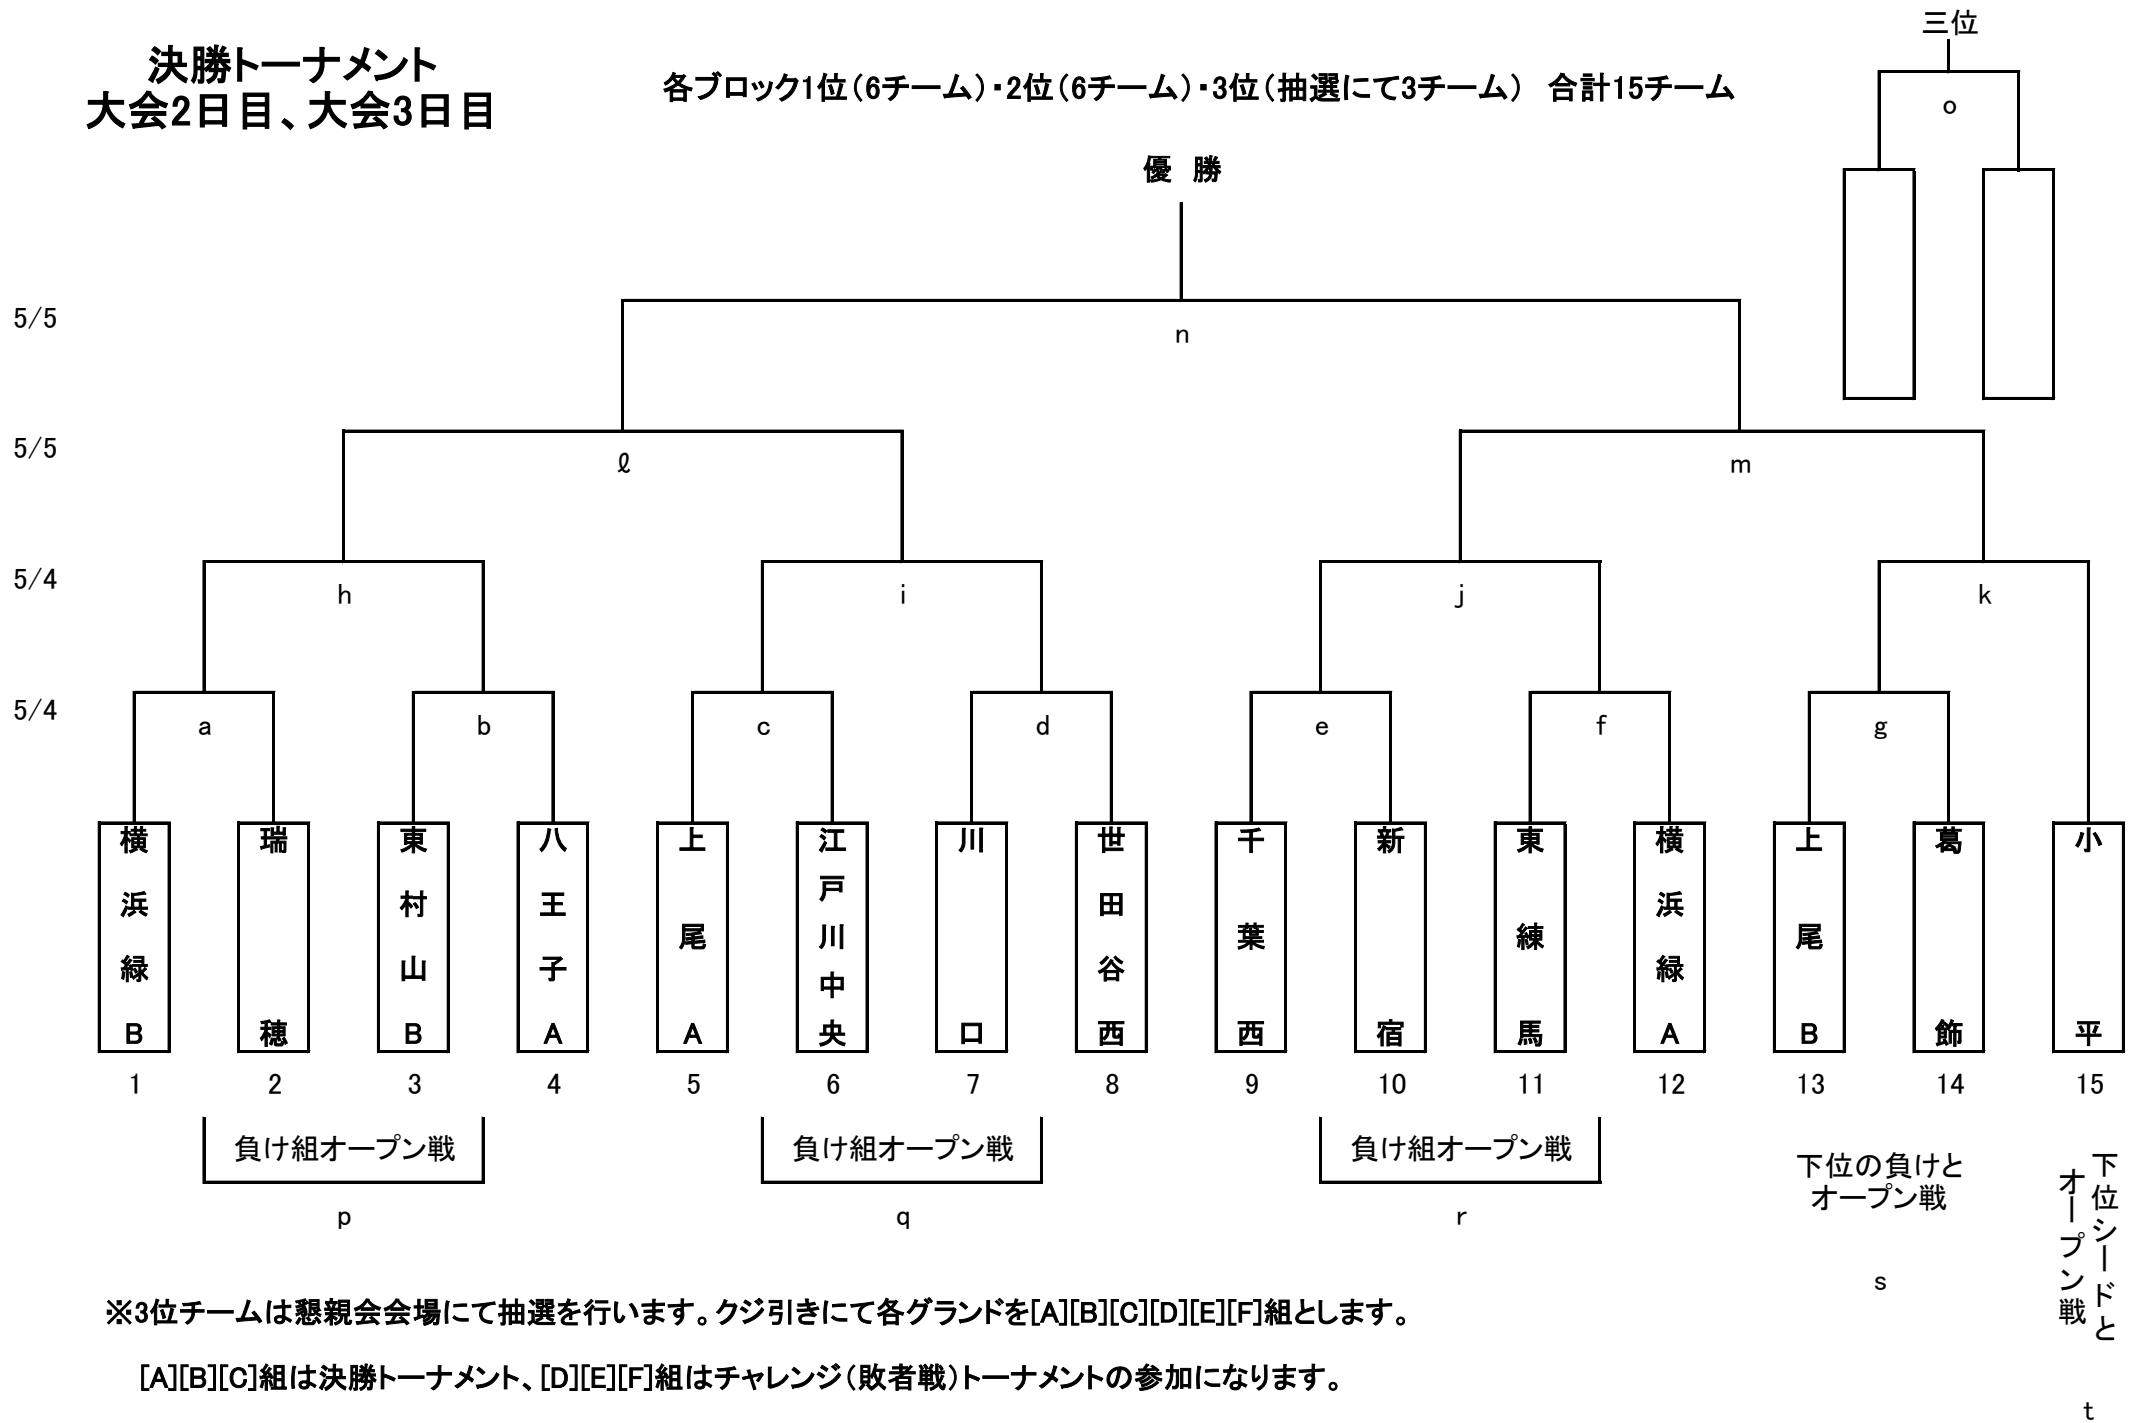 三位
決勝トーナメント
大会2日目、大会3日目
各ブロック1位（6チーム）・2位（6チーム）・3位（抽選にて3チーム）　合計15チーム
o
優　勝
5/5
n
5/5
ℓ
m
5/4
h
i
j
k
5/4
a
b
c
d
e
f
g
横浜緑B
瑞穂
東村山B
八王子A
上尾A
江戸川中央
川口
世田谷西
千葉西
新宿
東練馬
横浜緑A
上尾B
葛飾
小平
1
2
3
4
5
6
7
8
9
10
11
12
13
14
15
負け組オープン戦
負け組オープン戦
負け組オープン戦
下位の負けと
オープン戦
下位シードと
オープン戦
p
q
r
s
※3位チームは懇親会会場にて抽選を行います。クジ引きにて各グランドを[A][B][C][D][E][F]組とします。
[A][B][C]組は決勝トーナメント、[D][E][F]組はチャレンジ（敗者戦）トーナメントの参加になります。
t